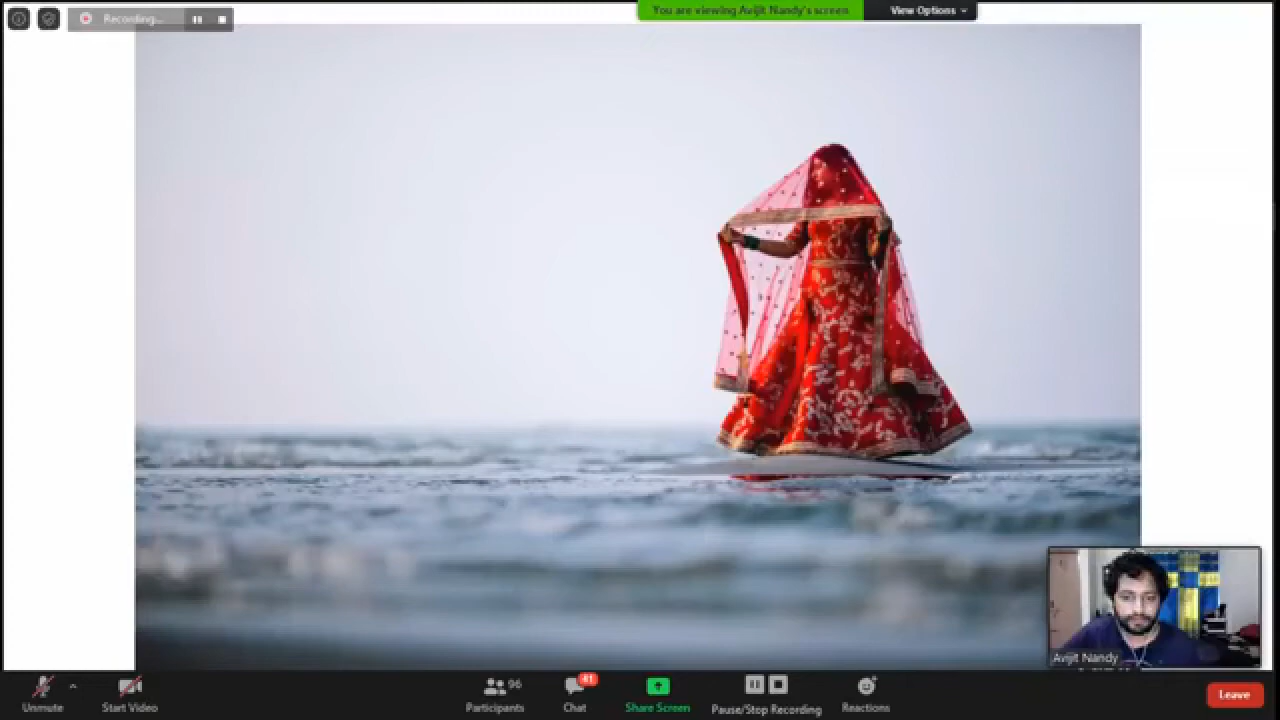 Recording...
You are viewing Avijit Nandy's screen
View Options
Avijit Nandy
Unmute
Start Video
Participants
96
Chat
41
Share Screen
Pause/Stop Recording
Reactions
Leave